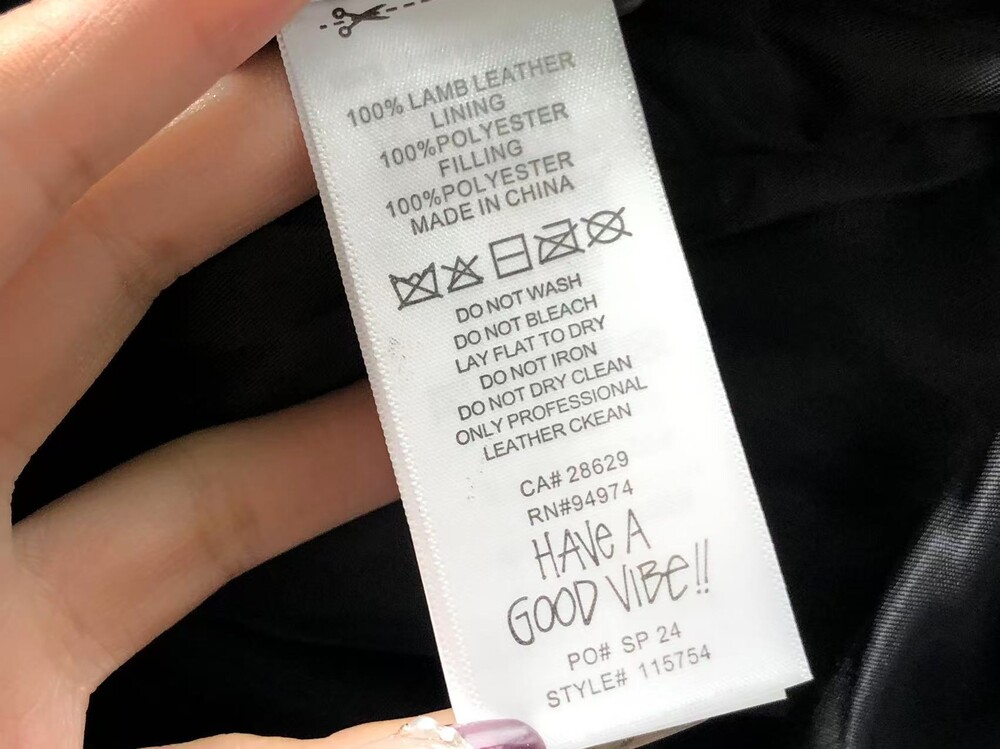 100% LAMB LEATHER
LINING
100%POLYESTER
FILLING
100%POLYESTER
MADE IN CHINA
DO NOT WASH
DO NOT BLEACH
LAY FLAT TO DRY
DO NOT IRON
DO NOT DRY CLEAN
ONLY PROFESSIONAL
LEATHER CKEAN
CA# 28629
RN#94974
HAVE A
GOOD VIBE!!
PO# SP 24
STYLE# 115754